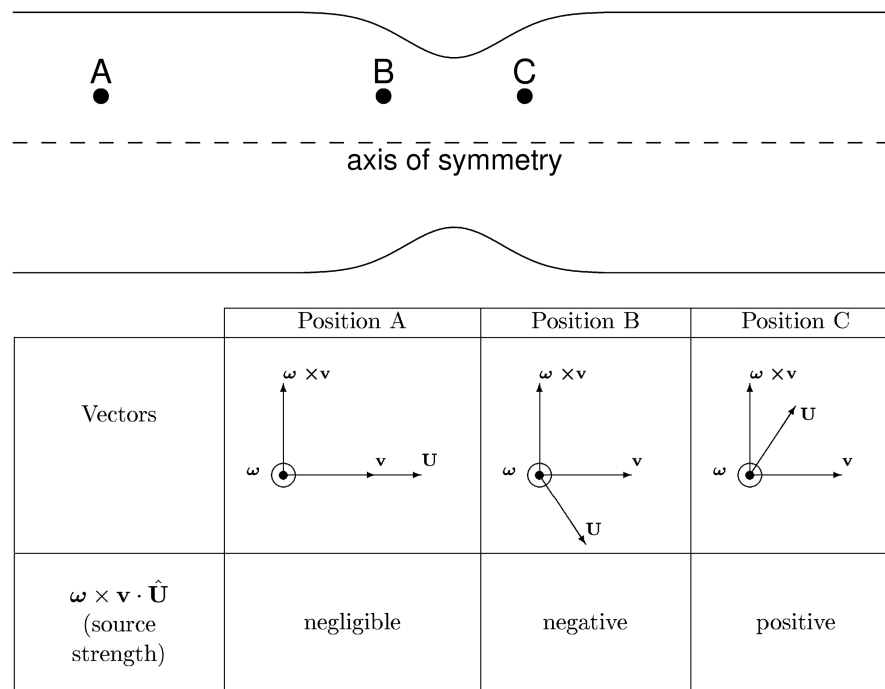 A
B
C
axis of symmetry
Position A Position B Position C
Vectors
ω ×v
ω v U
ω ×v
ω v
U
ω ×v
U
ω v
ω × v · Û
(source
strength)
negligible negative positive